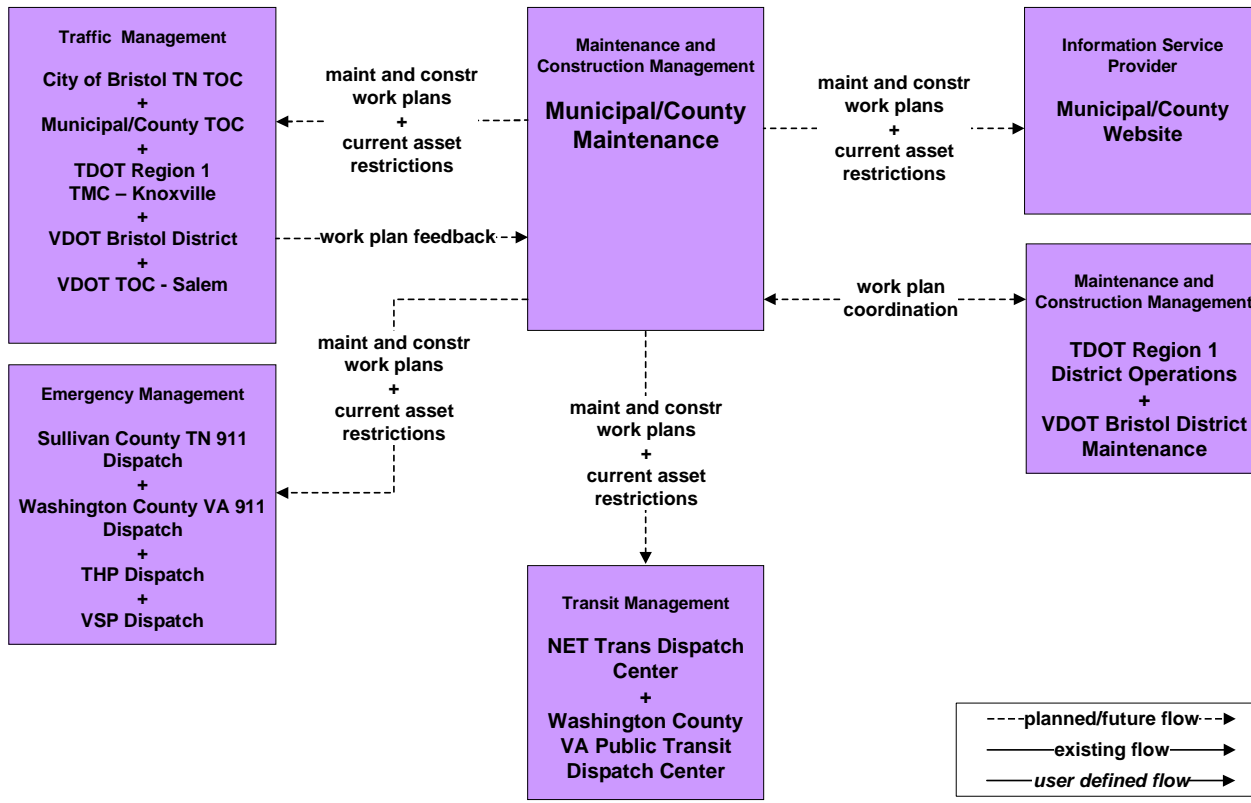 Traffic Management
City of Bristol TN TOC
+
Municipal/County TOC
+
TDOT Region 1
TMC – Knoxville
+
VDOT Bristol District
+
VDOT TOC - Salem
maint and constr
work plans
+
current asset
restrictions
work plan feedback
Maintenance and
Construction Management
Municipal/County
Maintenance
maint and constr
work plans
+
current asset
restrictions
Information Service
Provider
Municipal/County
Website
work plan
coordination
Maintenance and
Construction Management
TDOT Region 1
District Operations
+
VDOT Bristol District
Maintenance
Emergency Management
Sullivan County TN 911
Dispatch
+
Washington County VA 911
Dispatch
+
THP Dispatch
+
VSP Dispatch
maint and constr
work plans
+
current asset
restrictions
maint and constr
work plans
+
current asset
restrictions
Transit Management
NET Trans Dispatch
Center
+
Washington County
VA Public Transit
Dispatch Center
planned/future flow
existing flow
user defined flow